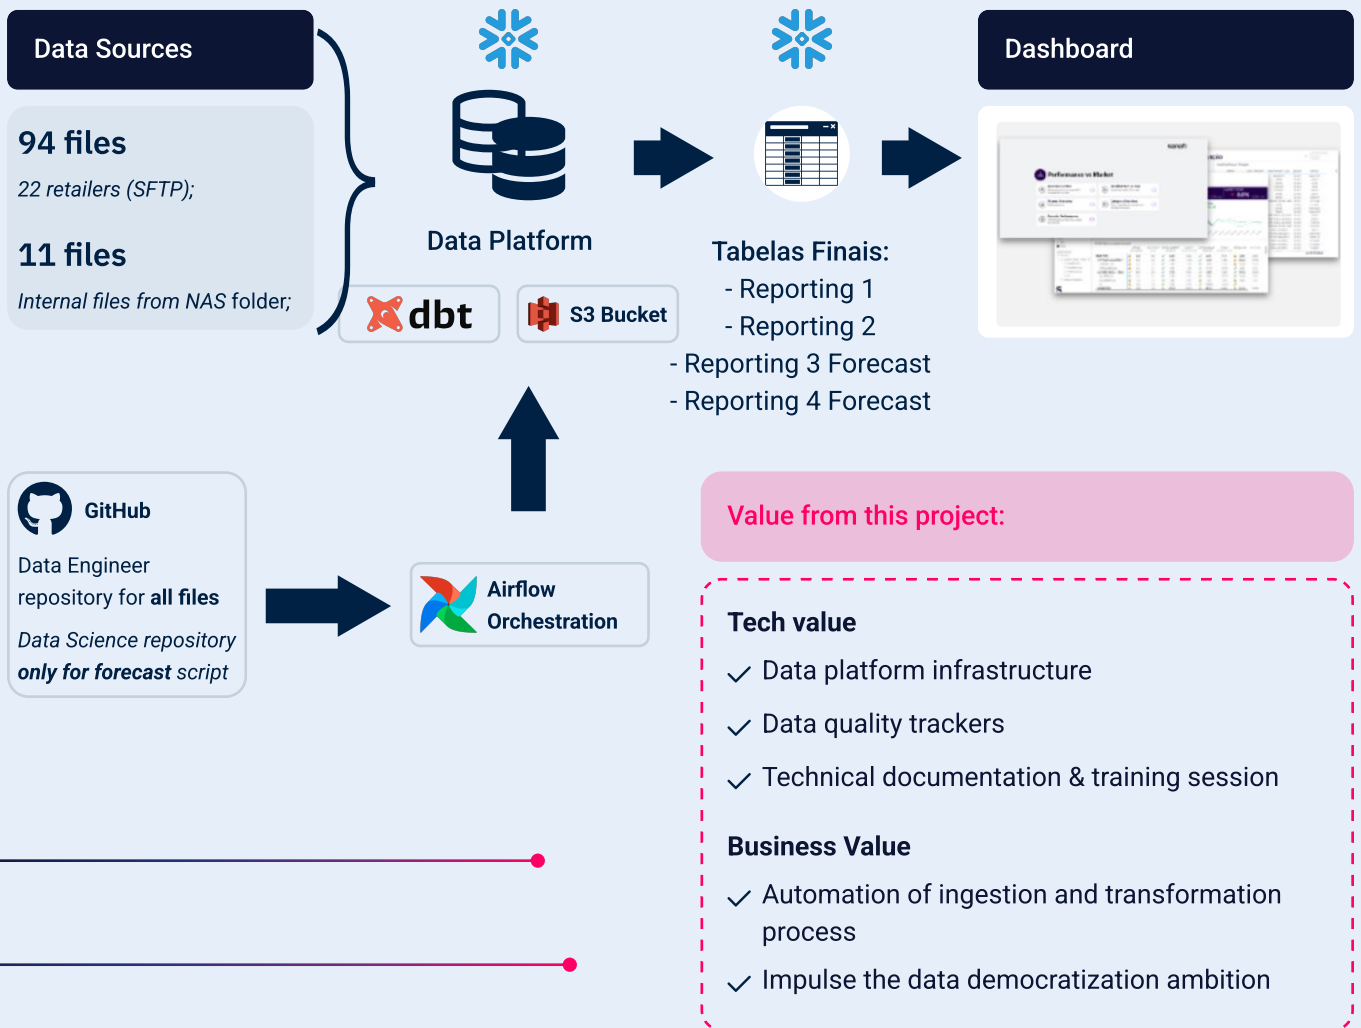 Data Sources
94 files
22 retailers (SFTP);
11 files
Internal files from NAS folder;
Data Platform
dbt
S3 Bucket
Tabelas Finais:
- Reporting 1
- Reporting 2
- Reporting 3 Forecast
- Reporting 4 Forecast
Dashboard
Performance vs Market
GitHub
Data Engineer
repository for all files
Data Science repository
only for forecast script
Airflow
Orchestration
Value from this project:
Tech value
Data platform infrastructure
Data quality trackers
Technical documentation & training session
Business Value
Automation of ingestion and transformation
process
Impulse the data democratization ambition